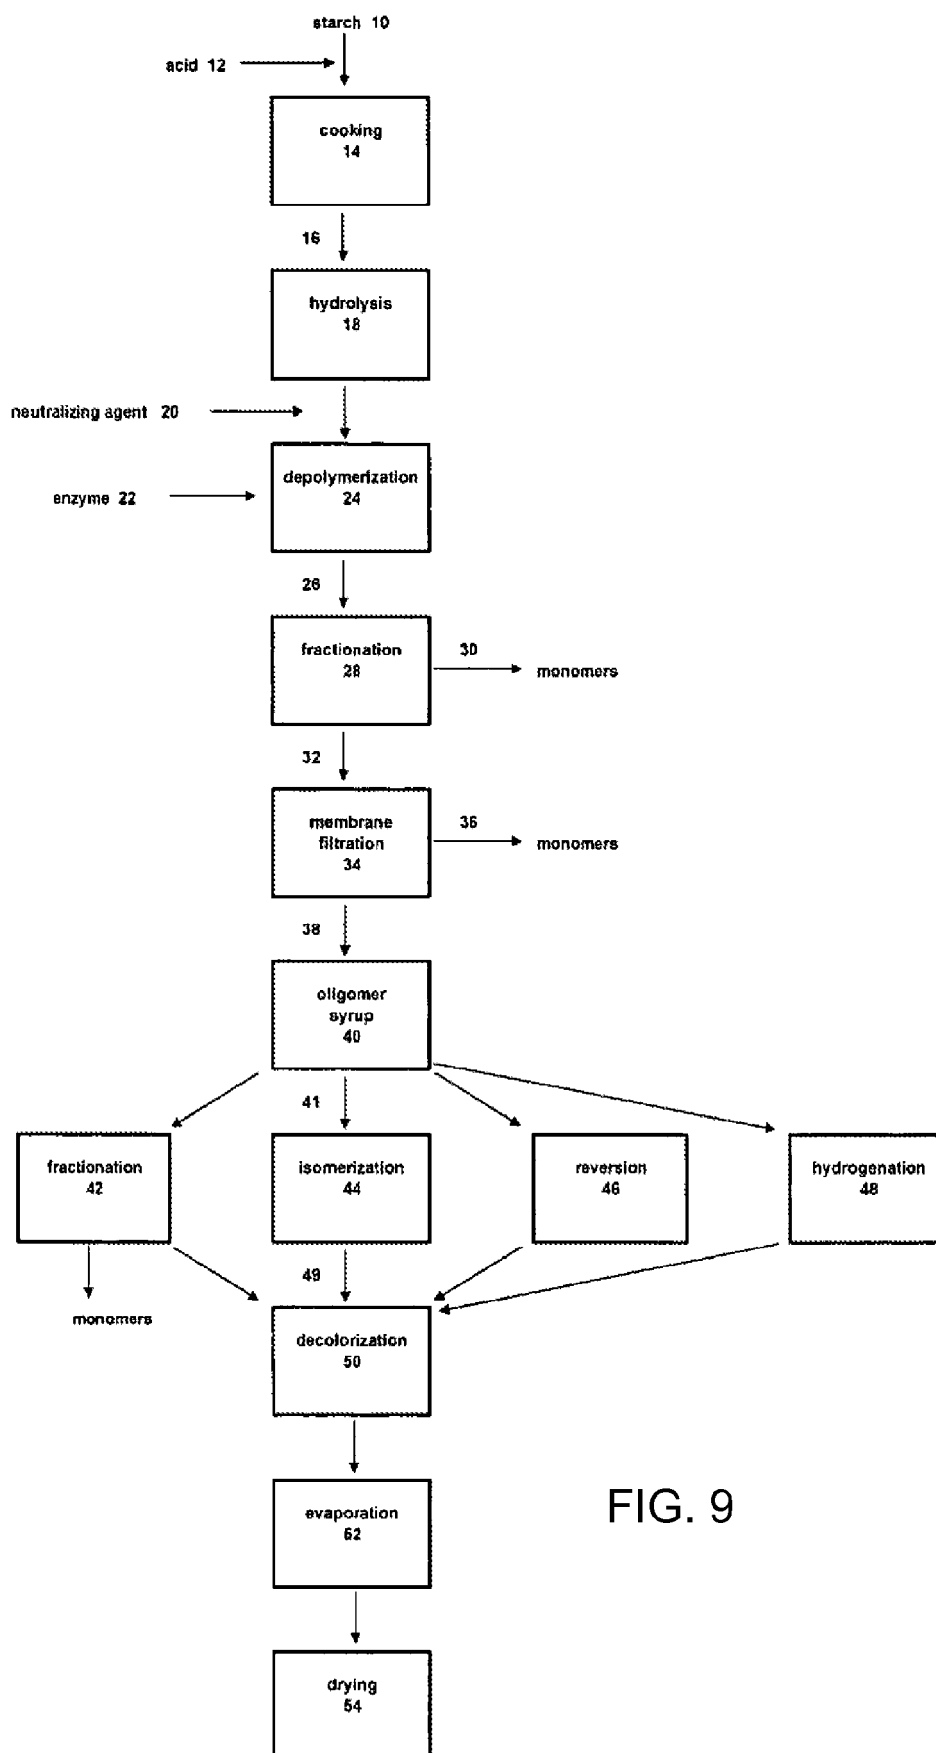 starch 10
acid 12
cooking
14
16
hydrolysis
18
neutralizing agent 20
depolymerization
24
enzyme 22
26
fractionation
28
30
monomers
32
membrane
filtration
34
36
monomers
38
oligomer
syrup
40
41
fractionation
42
isomerization
44
reversion
46
hydrogenation
48
49
monomers
decolorization
50
evaporation
52
FIG. 9
drying
54